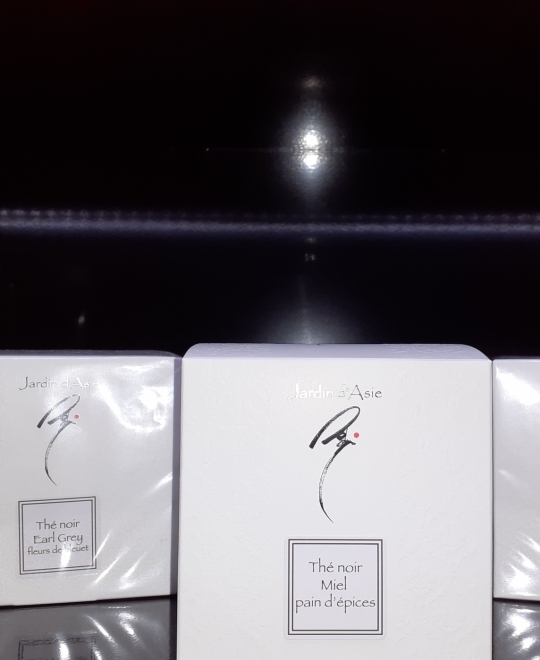 Jardin d'Asie
Thé noir
Earl Grey
fleurs de bleuet
Jardin d'Asie
Thé noir
Miel
pain d'épices